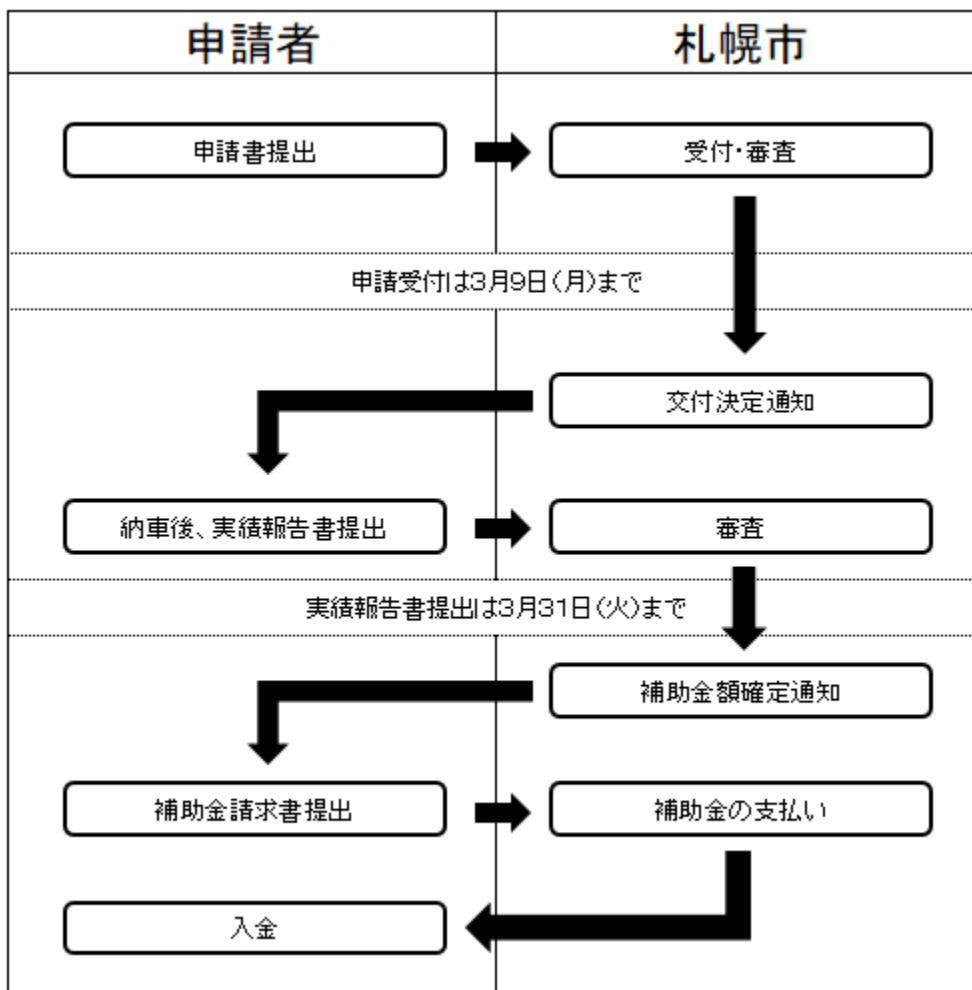 申請者
札幌市
申請書提出
受付・審査
申請受付は3月9日(月)まで
交付決定通知
納車後、実績報告書提出
審査
実績報告書提出は3月31日(火)まで
補助金額確定通知
補助金請求書提出
補助金の支払い
入金